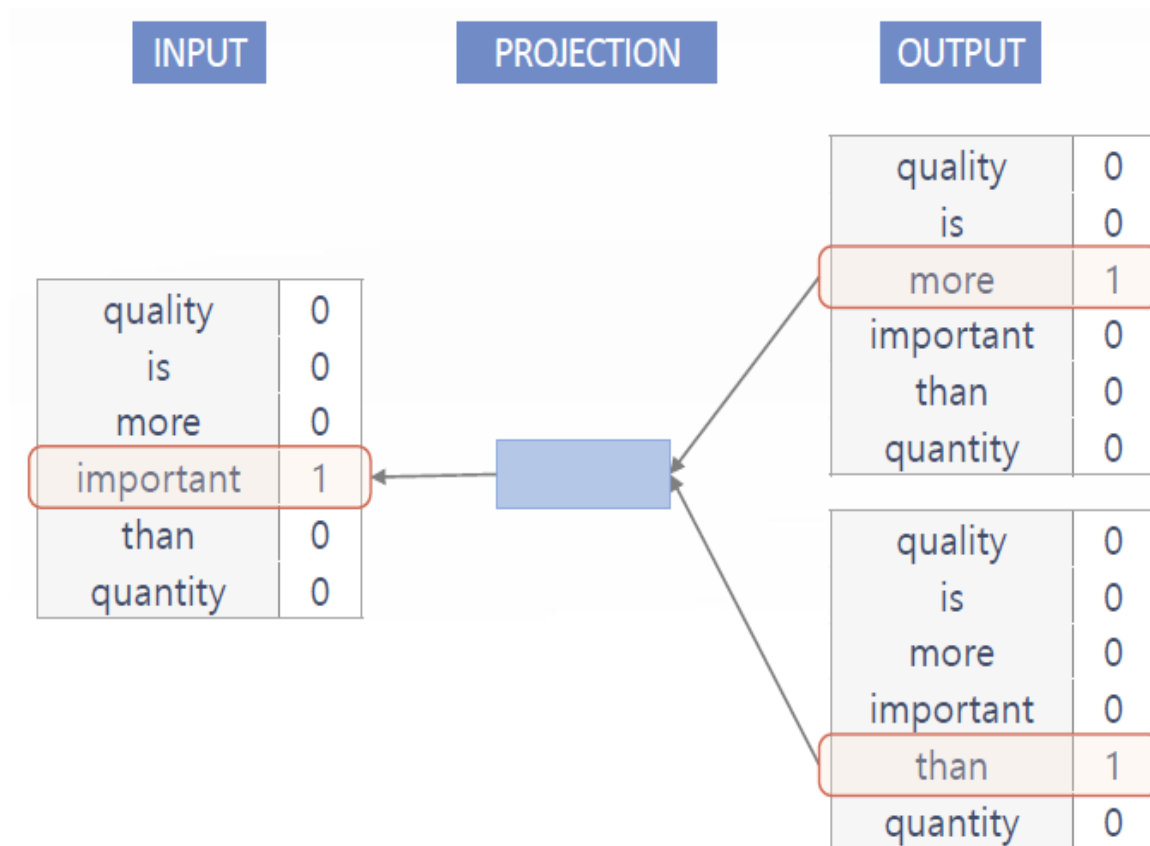 INPUT
PROJECTION
OUTPUT
quality 0
is 0
more 0
important 1
than 0
quantity 0
quality 0
is 0
more 1
important 0
than 0
quantity 0
quality 0
is 0
more 0
important 0
than 1
quantity 0